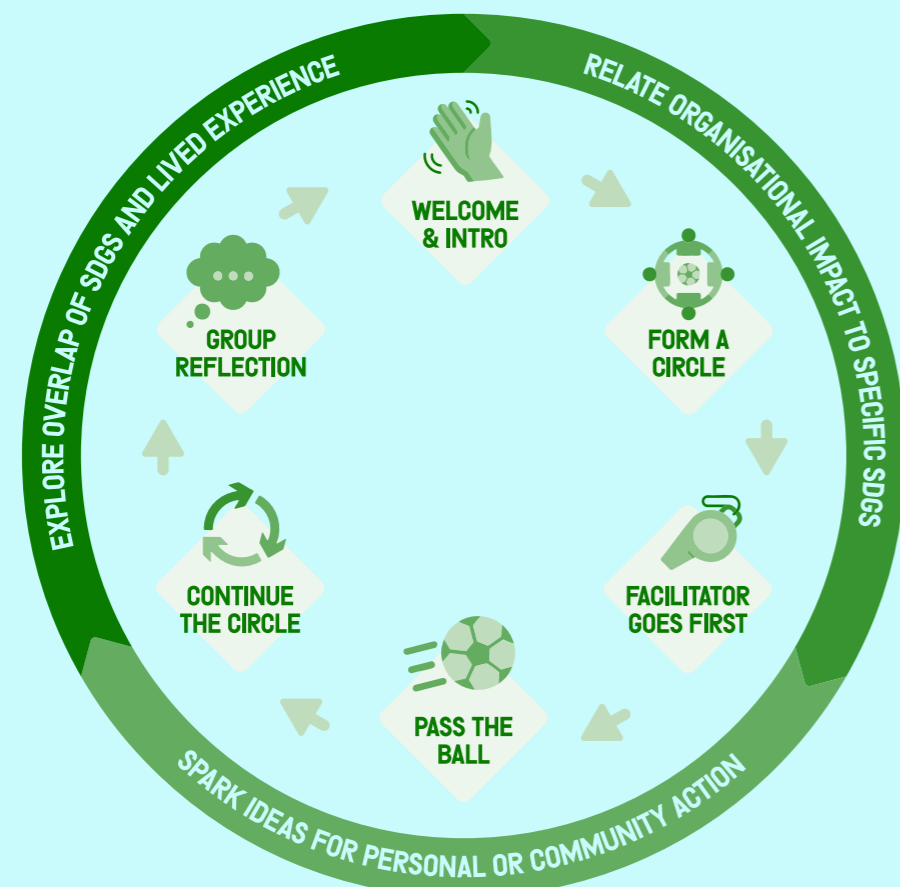 EXPLORE OVERLAP OF SDGS AND LIVED EXPERIENCE
RELATE ORGANISATIONAL IMPACT TO SPECIFIC SDGS
SPARK IDEAS FOR PERSONAL OR COMMUNITY ACTION
WELCOME
& INTRO
FORM A
CIRCLE
FACILITATOR
GOES FIRST
PASS THE
BALL
CONTINUE
THE CIRCLE
GROUP
REFLECTION